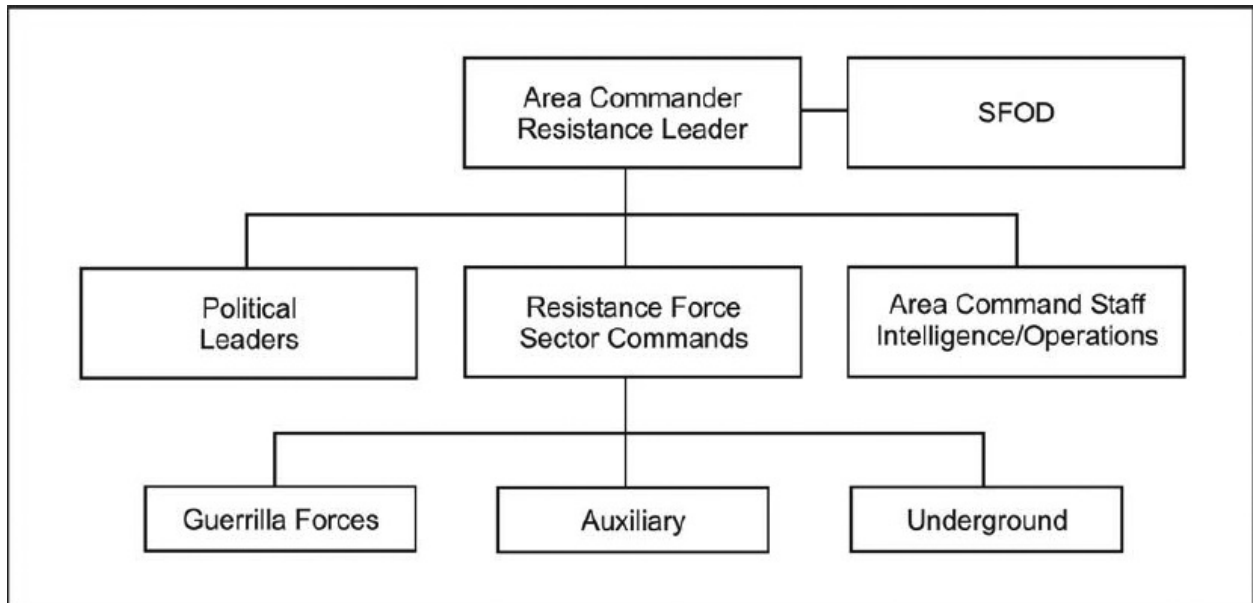 Area Commander
Resistance Leader
SFOD
Political
Leaders
Resistance Force
Sector Commands
Area Command Staff
Intelligence/Operations
Guerrilla Forces
Auxiliary
Underground